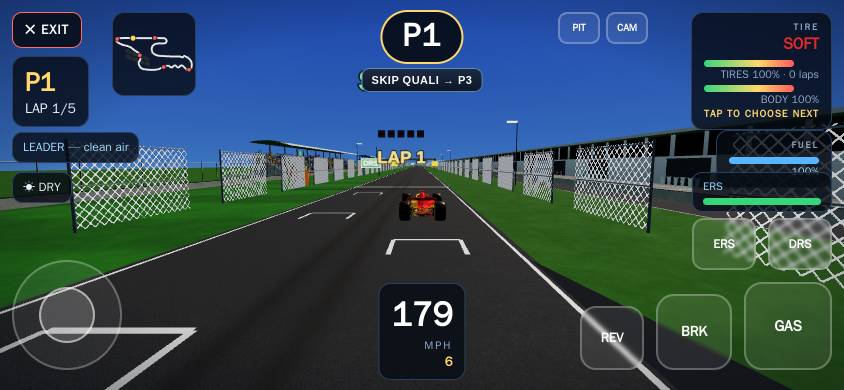 ✕ EXIT
P1
LAP 1/5
LEADER — clean air
☀ DRY
P1
SKIP QUALI → P3
LAP 1
179
MPH
6
PIT
CAM
TIRE
SOFT
TIRES 100% · 0 laps
BODY 100%
TAP TO CHOOSE NEXT
FUEL
100%
ERS
ERS
DRS
REV
BRK
GAS